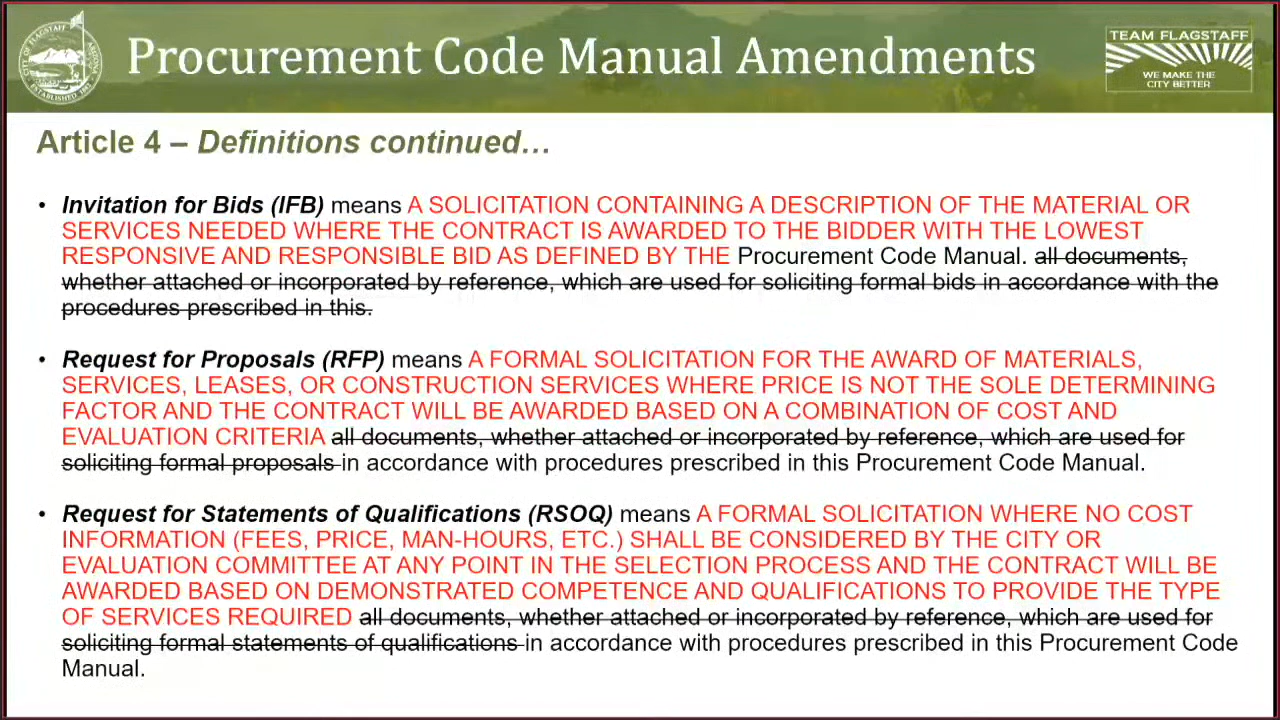 CITY OF FLAGSTAFF ARIZONA
ESTABLISHED 1882
Procurement Code Manual Amendments
TEAM FLAGSTAFF
WE MAKE THE
CITY BETTER
Article 4 – Definitions continued…
• Invitation for Bids (IFB) means A SOLICITATION CONTAINING A DESCRIPTION OF THE MATERIAL OR
SERVICES NEEDED WHERE THE CONTRACT IS AWARDED TO THE BIDDER WITH THE LOWEST
RESPONSIVE AND RESPONSIBLE BID AS DEFINED BY THE Procurement Code Manual. all documents,
whether attached or incorporated by reference, which are used for soliciting formal bids in accordance with the
procedures prescribed in this.
• Request for Proposals (RFP) means A FORMAL SOLICITATION FOR THE AWARD OF MATERIALS,
SERVICES, LEASES, OR CONSTRUCTION SERVICES WHERE PRICE IS NOT THE SOLE DETERMINING
FACTOR AND THE CONTRACT WILL BE AWARDED BASED ON A COMBINATION OF COST AND
EVALUATION CRITERIA all documents, whether attached or incorporated by reference, which are used for
soliciting formal proposals in accordance with procedures prescribed in this Procurement Code Manual.
• Request for Statements of Qualifications (RSOQ) means A FORMAL SOLICITATION WHERE NO COST
INFORMATION (FEES, PRICE, MAN-HOURS, ETC.) SHALL BE CONSIDERED BY THE CITY OR
EVALUATION COMMITTEE AT ANY POINT IN THE SELECTION PROCESS AND THE CONTRACT WILL BE
AWARDED BASED ON DEMONSTRATED COMPETENCE AND QUALIFICATIONS TO PROVIDE THE TYPE
OF SERVICES REQUIRED all documents, whether attached or incorporated by reference, which are used for
soliciting formal statements of qualifications in accordance with procedures prescribed in this Procurement Code
Manual.